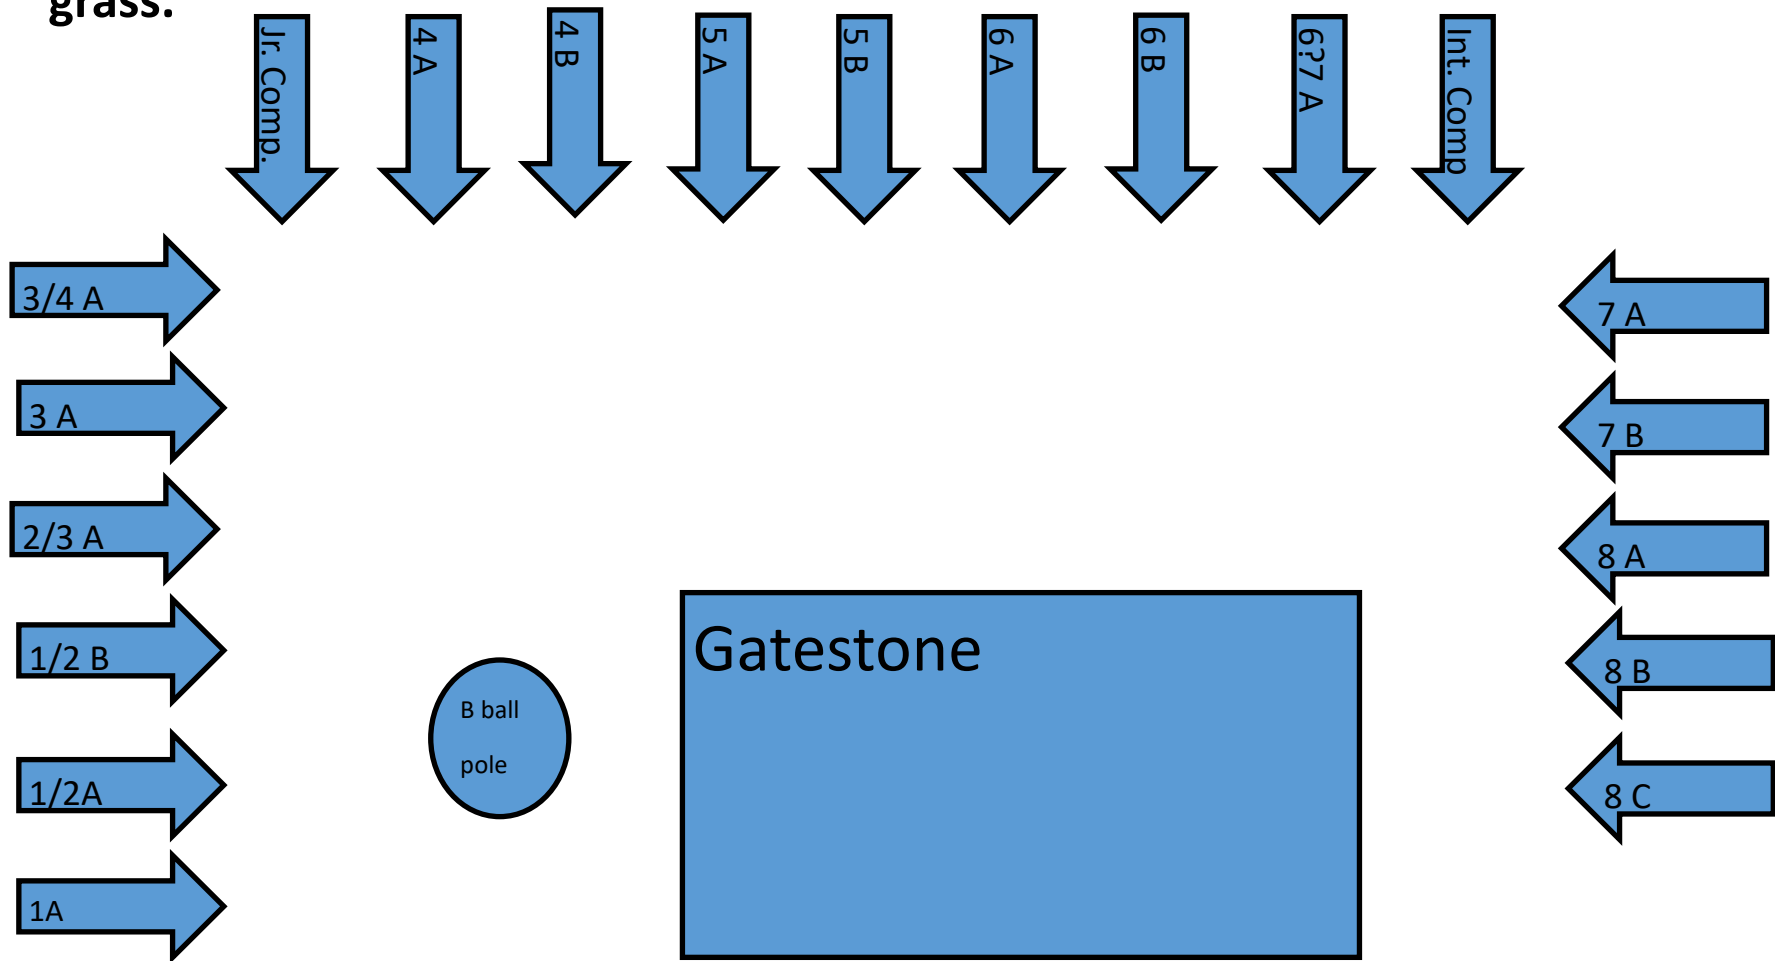 grass.
Jr. Comp.
4 A
4 B
5 A
5 B
6 A
6 B
6?7 A
Int. Comp
3/4 A
3 A
2/3 A
1/2 B
1/2A
1A
7 A
7 B
8 A
8 B
8 C
Gatestone
B ball
pole